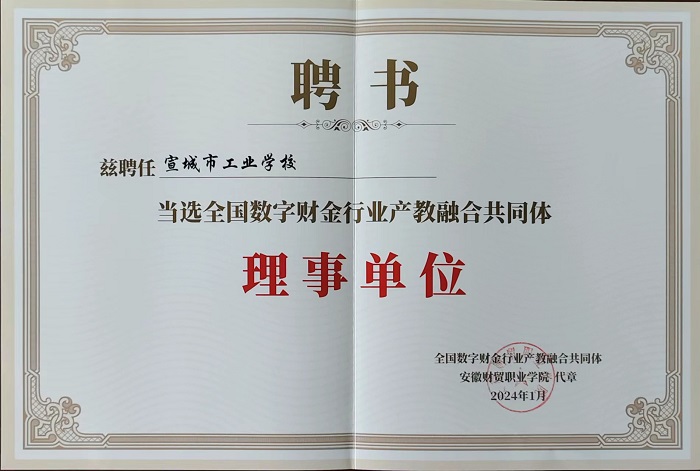 聘书
兹聘任 宣城市工业学校
当选全国数字财金行业产教融合共同体
理事单位
全国数字财金行业产教融合共同体
安徽财贸职业学院 代章
2024年1月